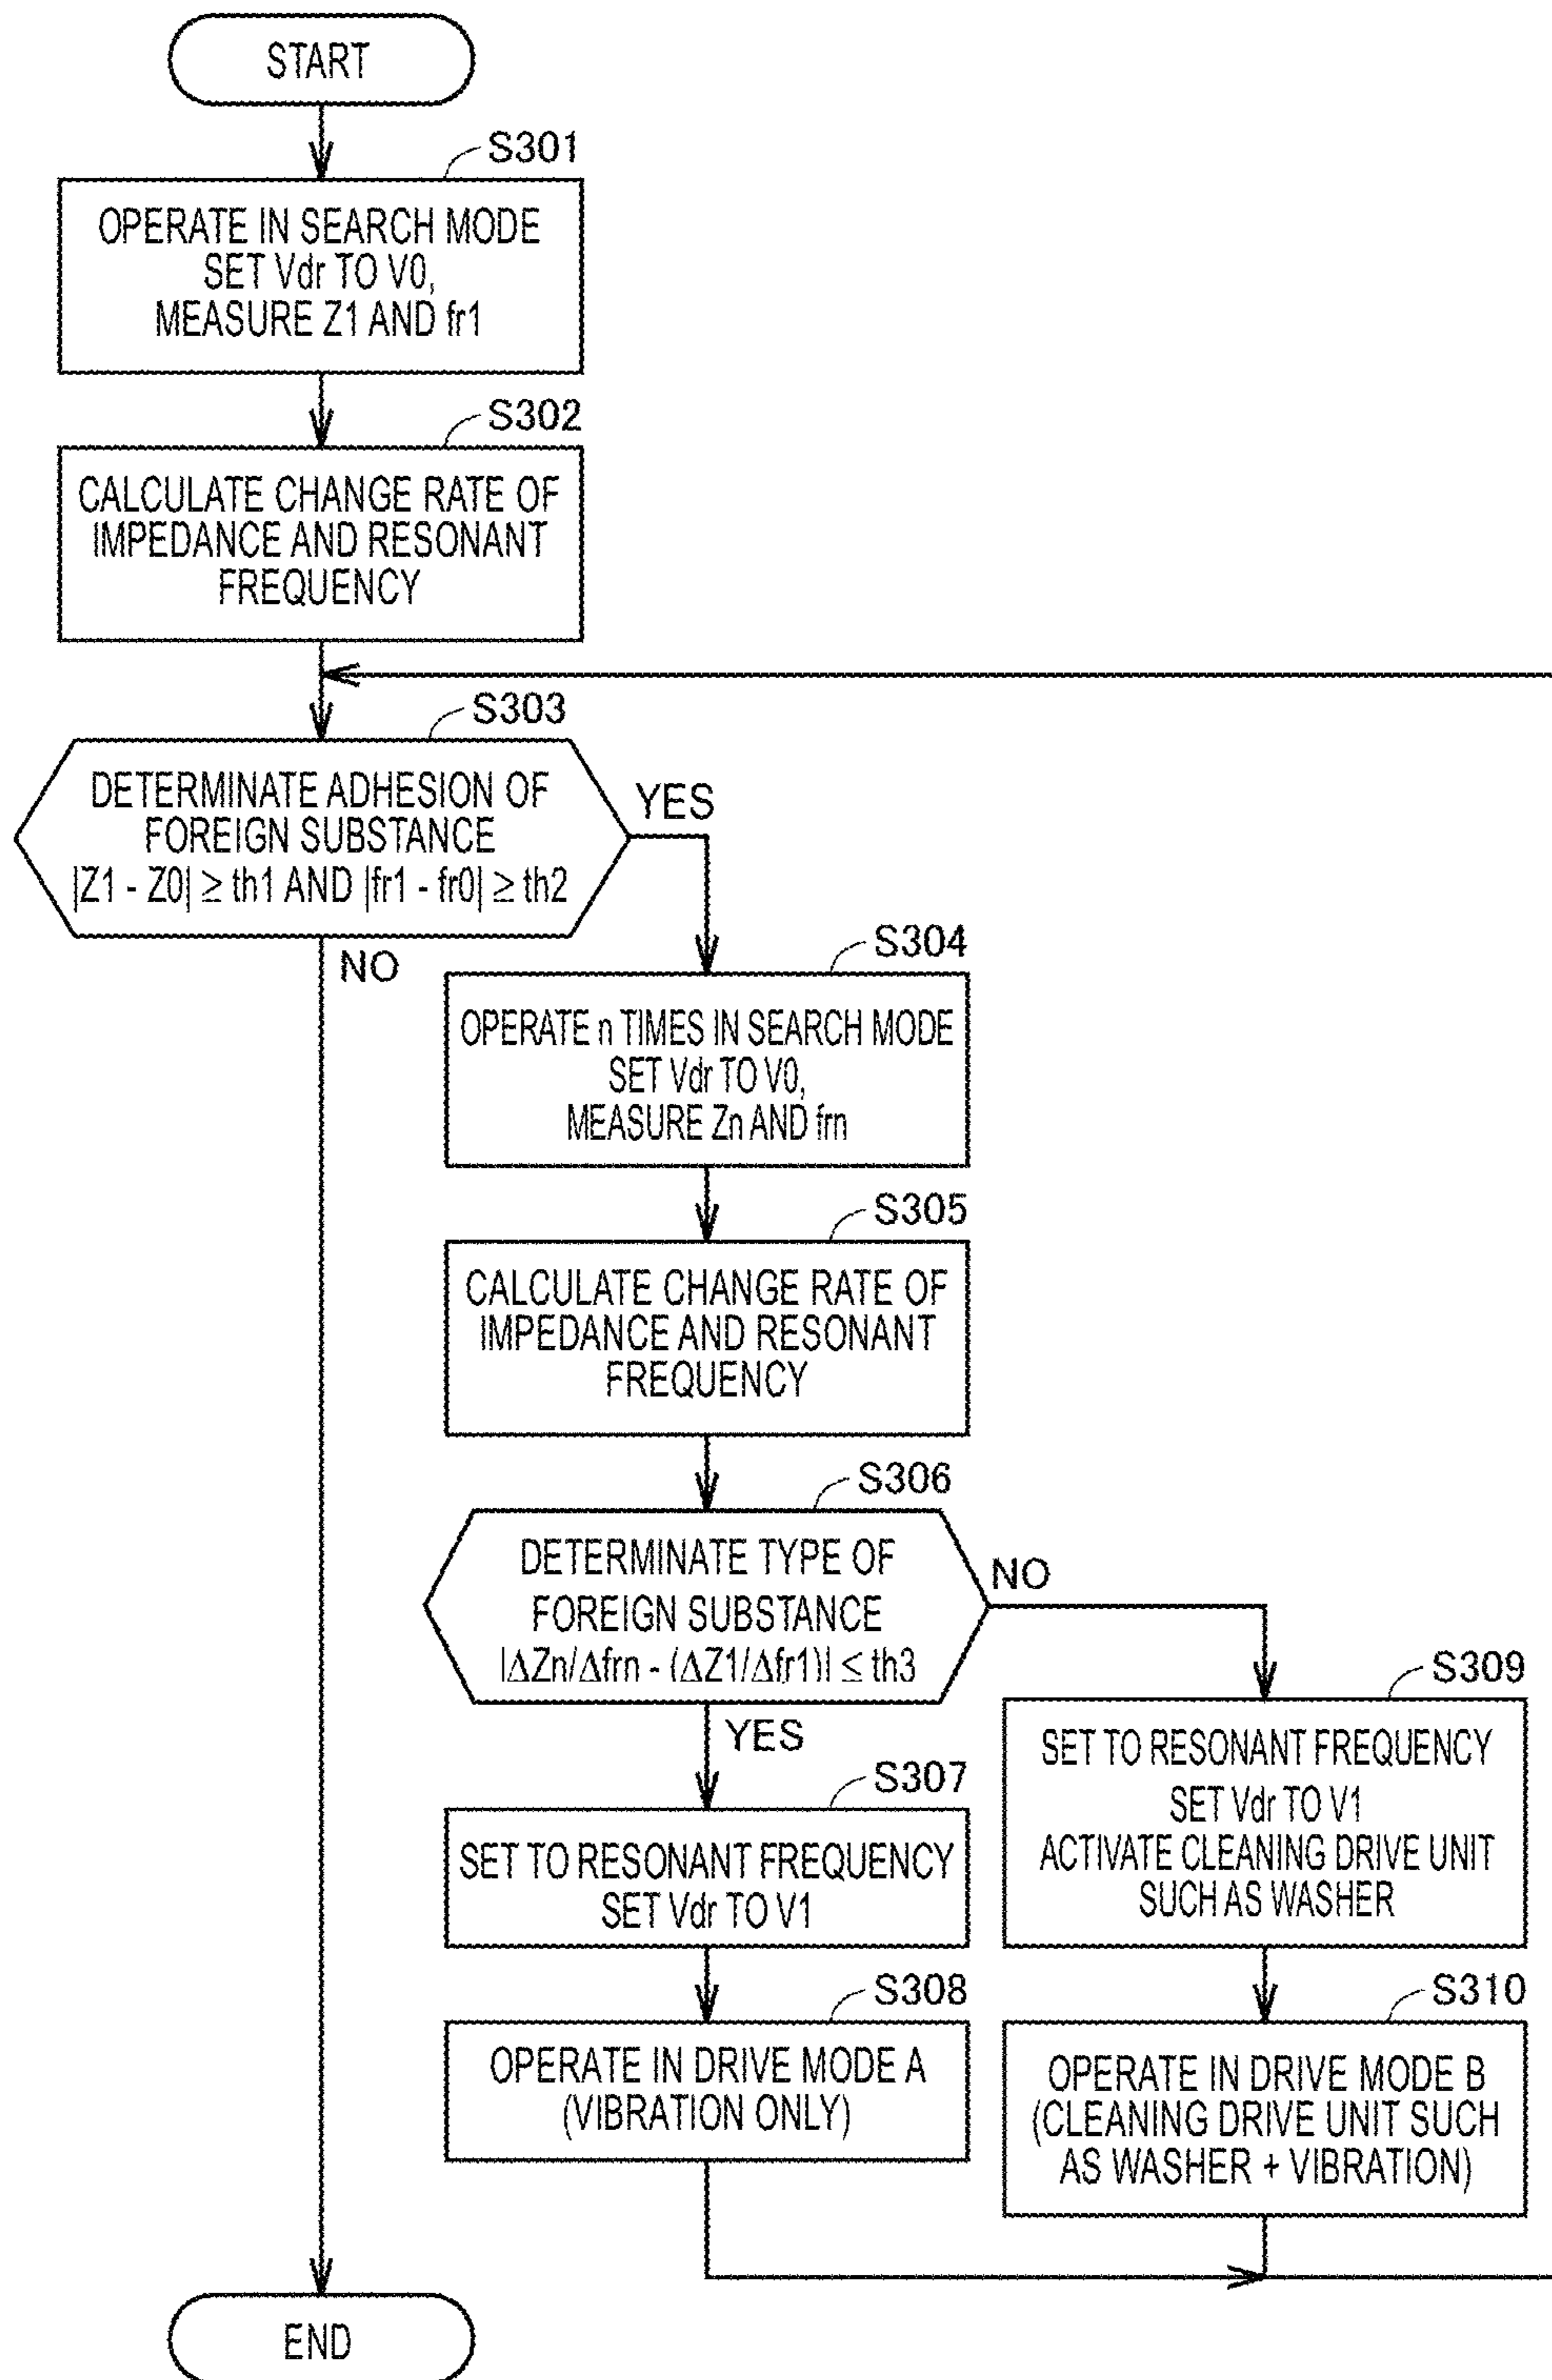 START
S301
OPERATE IN SEARCH MODE
SET Vdr TO V0,
MEASURE Z1 AND fr1
S302
CALCULATE CHANGE RATE OF
IMPEDANCE AND RESONANT
FREQUENCY
S303
DETERMINATE ADHESION OF
FOREIGN SUBSTANCE
|Z1 - Z0| ≥ th1 AND |fr1 - fr0| ≥ th2
YES
NO
S304
OPERATE n TIMES IN SEARCH MODE
SET Vdr TO V0,
MEASURE Zn AND frn
S305
CALCULATE CHANGE RATE OF
IMPEDANCE AND RESONANT
FREQUENCY
S306
DETERMINATE TYPE OF
FOREIGN SUBSTANCE
|ΔZn/Δfrn - (ΔZ1/Δfr1)| ≤ th3
NO
YES
S307
SET TO RESONANT FREQUENCY
SET Vdr TO V1
S308
OPERATE IN DRIVE MODE A
(VIBRATION ONLY)
S309
SET TO RESONANT FREQUENCY
SET Vdr TO V1
ACTIVATE CLEANING DRIVE UNIT
SUCH AS WASHER
S310
OPERATE IN DRIVE MODE B
(CLEANING DRIVE UNIT SUCH
AS WASHER + VIBRATION)
END